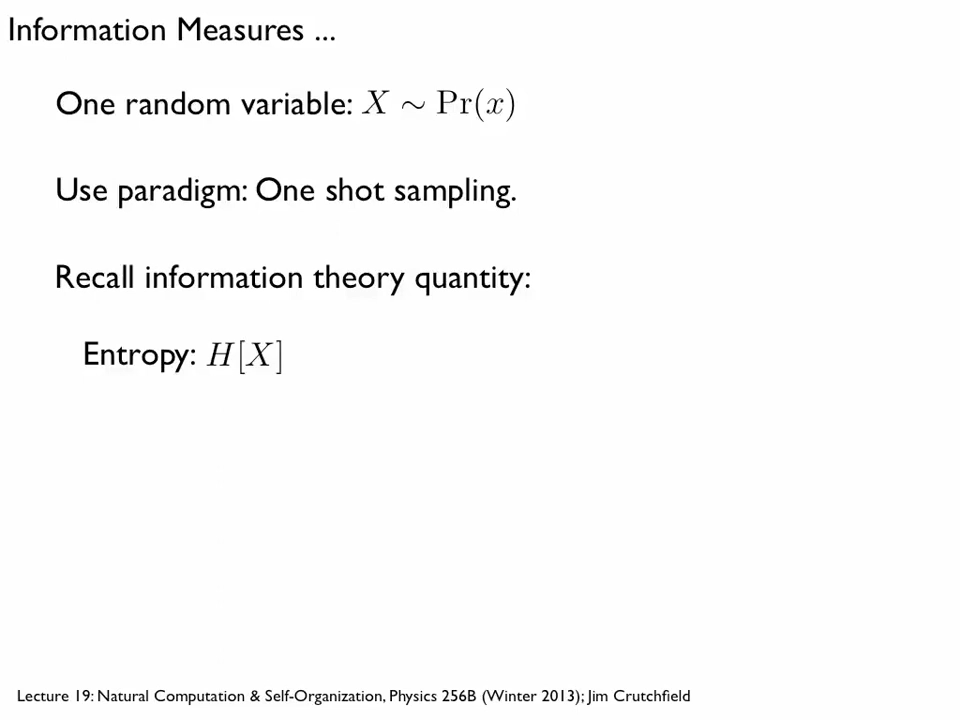 Information Measures ...
One random variable: X ∼ Pr(x)
Use paradigm: One shot sampling.
Recall information theory quantity:
Entropy: H[X]
Lecture 19: Natural Computation & Self-Organization, Physics 256B (Winter 2013); Jim Crutchfield